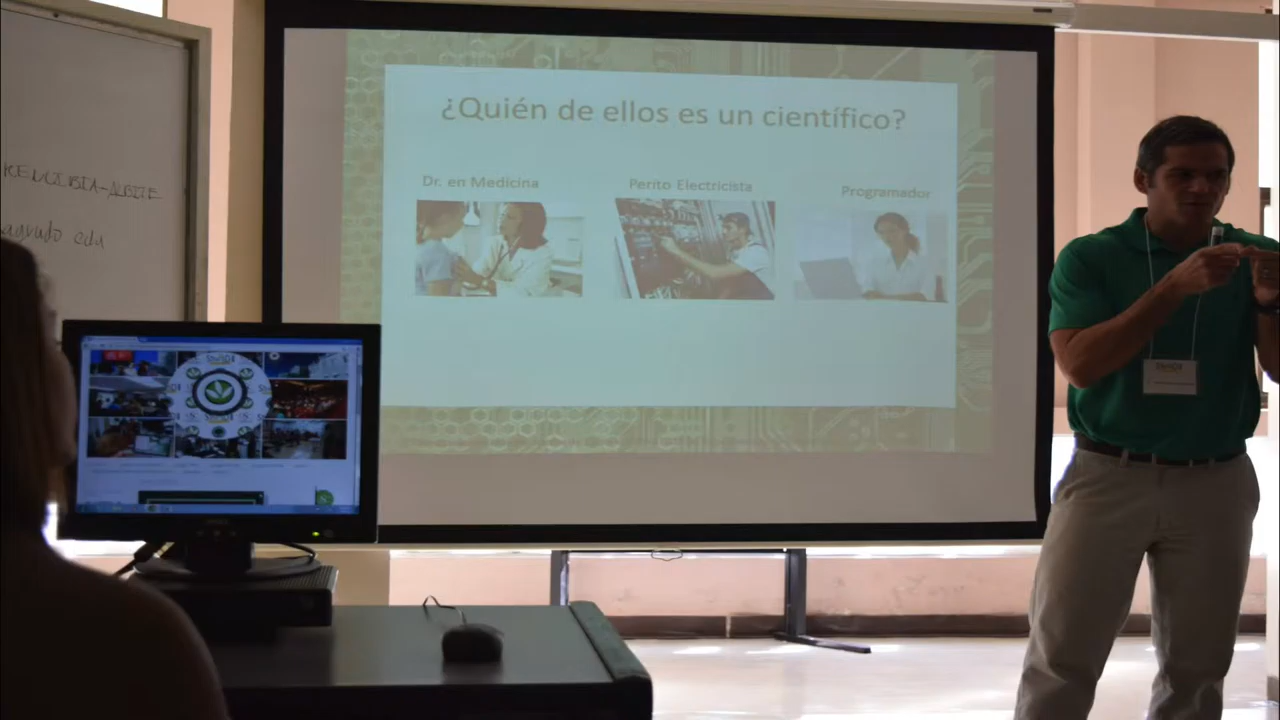 ¿Quién de ellos es un científico?
Dr. en Medicina
Perito Electricista
Programador